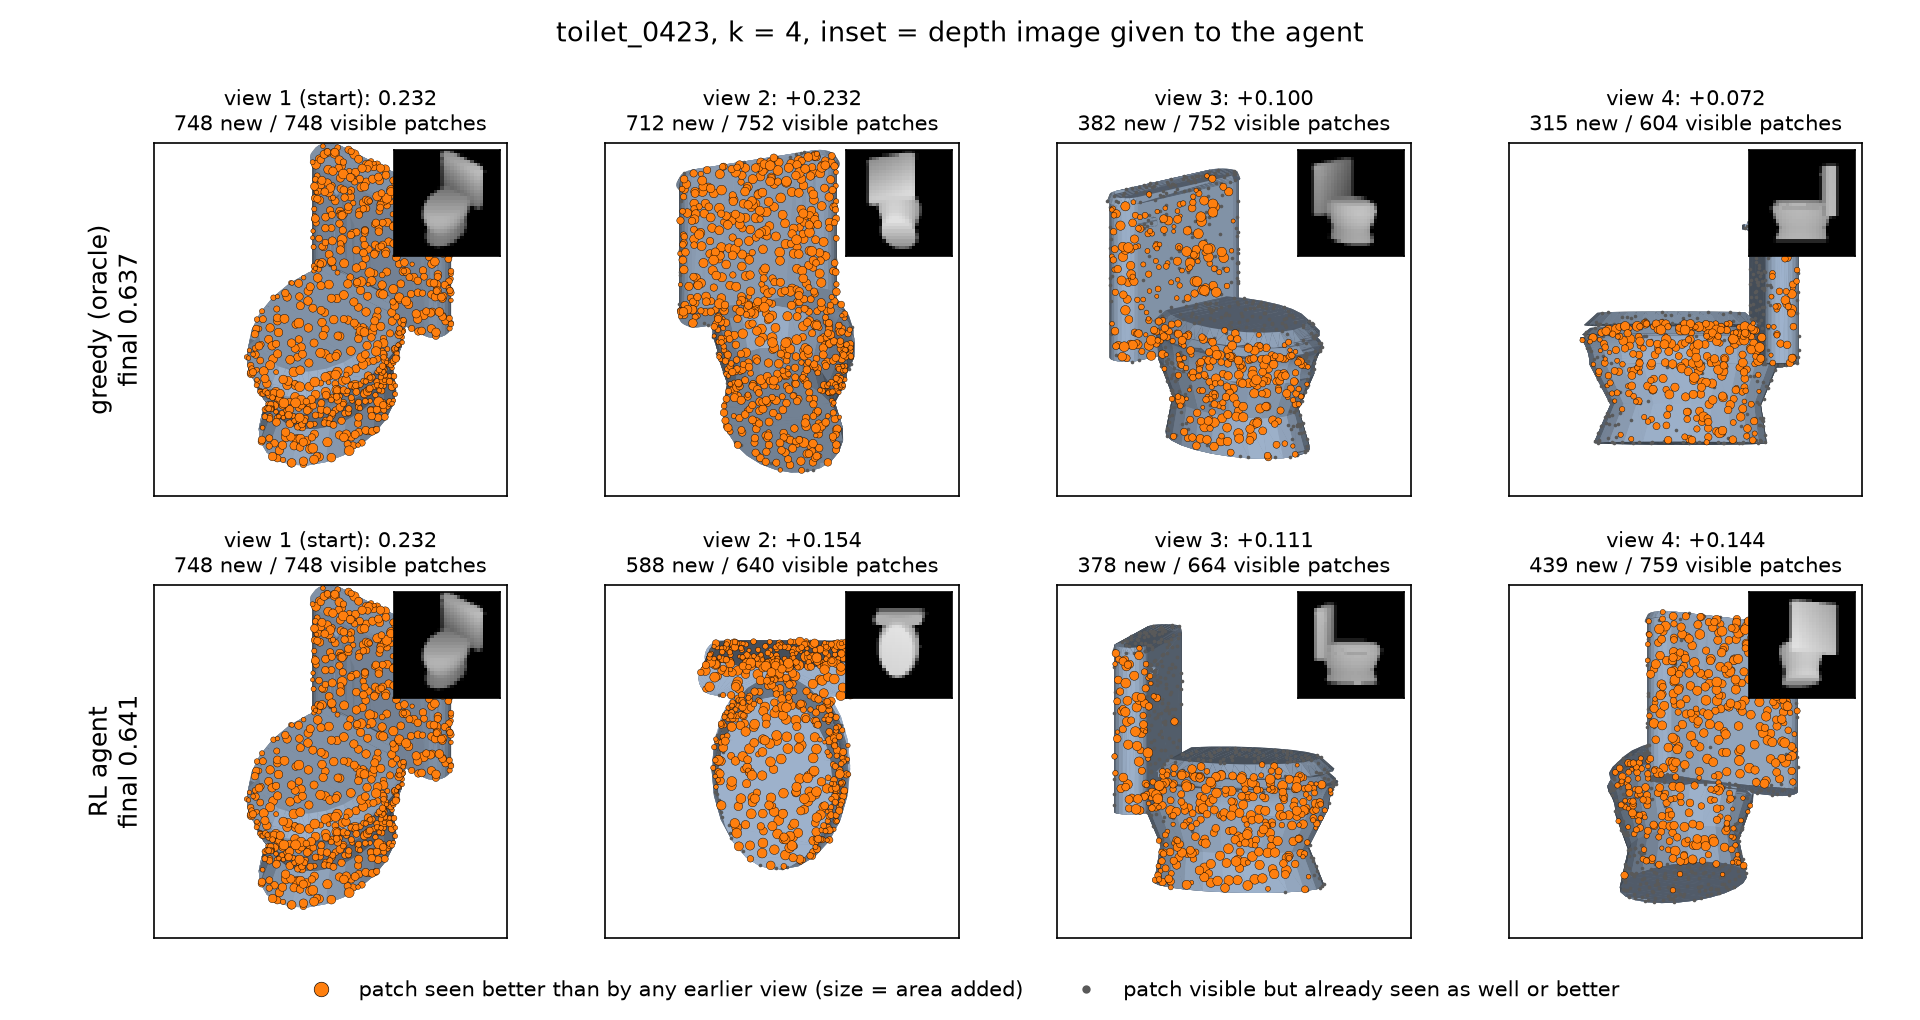 toilet_0423, k = 4, inset = depth image given to the agent
view 1 (start): 0.232
748 new / 748 visible patches
view 2: +0.232
712 new / 752 visible patches
view 3: +0.100
382 new / 752 visible patches
view 4: +0.072
315 new / 604 visible patches
greedy (oracle)
final 0.637
view 1 (start): 0.232
748 new / 748 visible patches
view 2: +0.154
588 new / 640 visible patches
view 3: +0.111
378 new / 664 visible patches
view 4: +0.144
439 new / 759 visible patches
RL agent
final 0.641
patch seen better than by any earlier view (size = area added)
patch visible but already seen as well or better